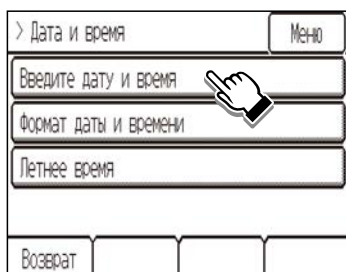 > Дата и время
Меню
Введите дату и время
Формат даты и времени
Летнее время
Возврат